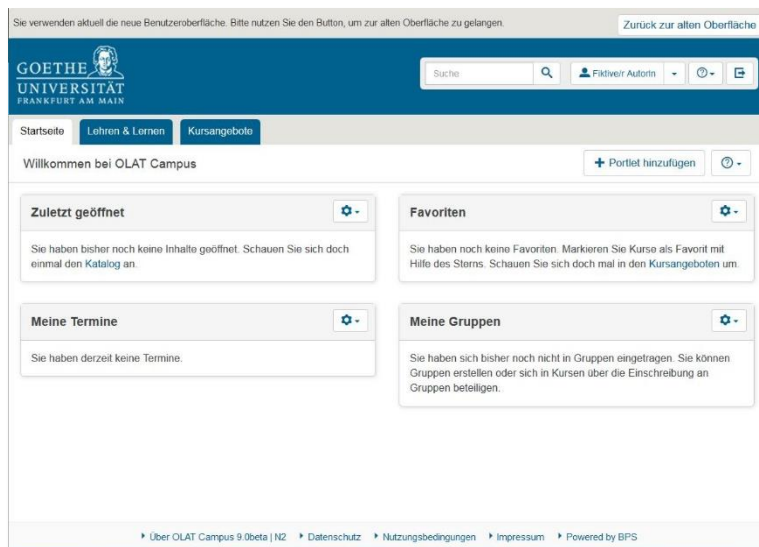 Sie verwenden aktuell die neue Benutzeroberfläche. Bitte nutzen Sie den Button, um zur alten Oberfläche zu gelangen.
Zurück zur alten Oberfläche
GOETHE
UNIVERSITÄT
FRANKFURT AM MAIN
Suche
Fiktive/r AutorIn
Startseite
Lehren & Lernen
Kursangebote
Willkommen bei OLAT Campus
Portlet hinzufügen
Zuletzt geöffnet
Sie haben bisher noch keine Inhalte geöffnet. Schauen Sie sich doch
einmal den Katalog an.
Favoriten
Sie haben noch keine Favoriten. Markieren Sie Kurse als Favorit mit
Hilfe des Sterns. Schauen Sie sich doch mal in den Kursangeboten um.
Meine Termine
Sie haben derzeit keine Termine.
Meine Gruppen
Sie haben sich bisher noch nicht in Gruppen eingetragen. Sie können
Gruppen erstellen oder sich in Kursen über die Einschreibung an
Gruppen beteiligen.
Über OLAT Campus 9.0beta | N2 Datenschutz Nutzungsbedingungen Impressum Powered by BPS